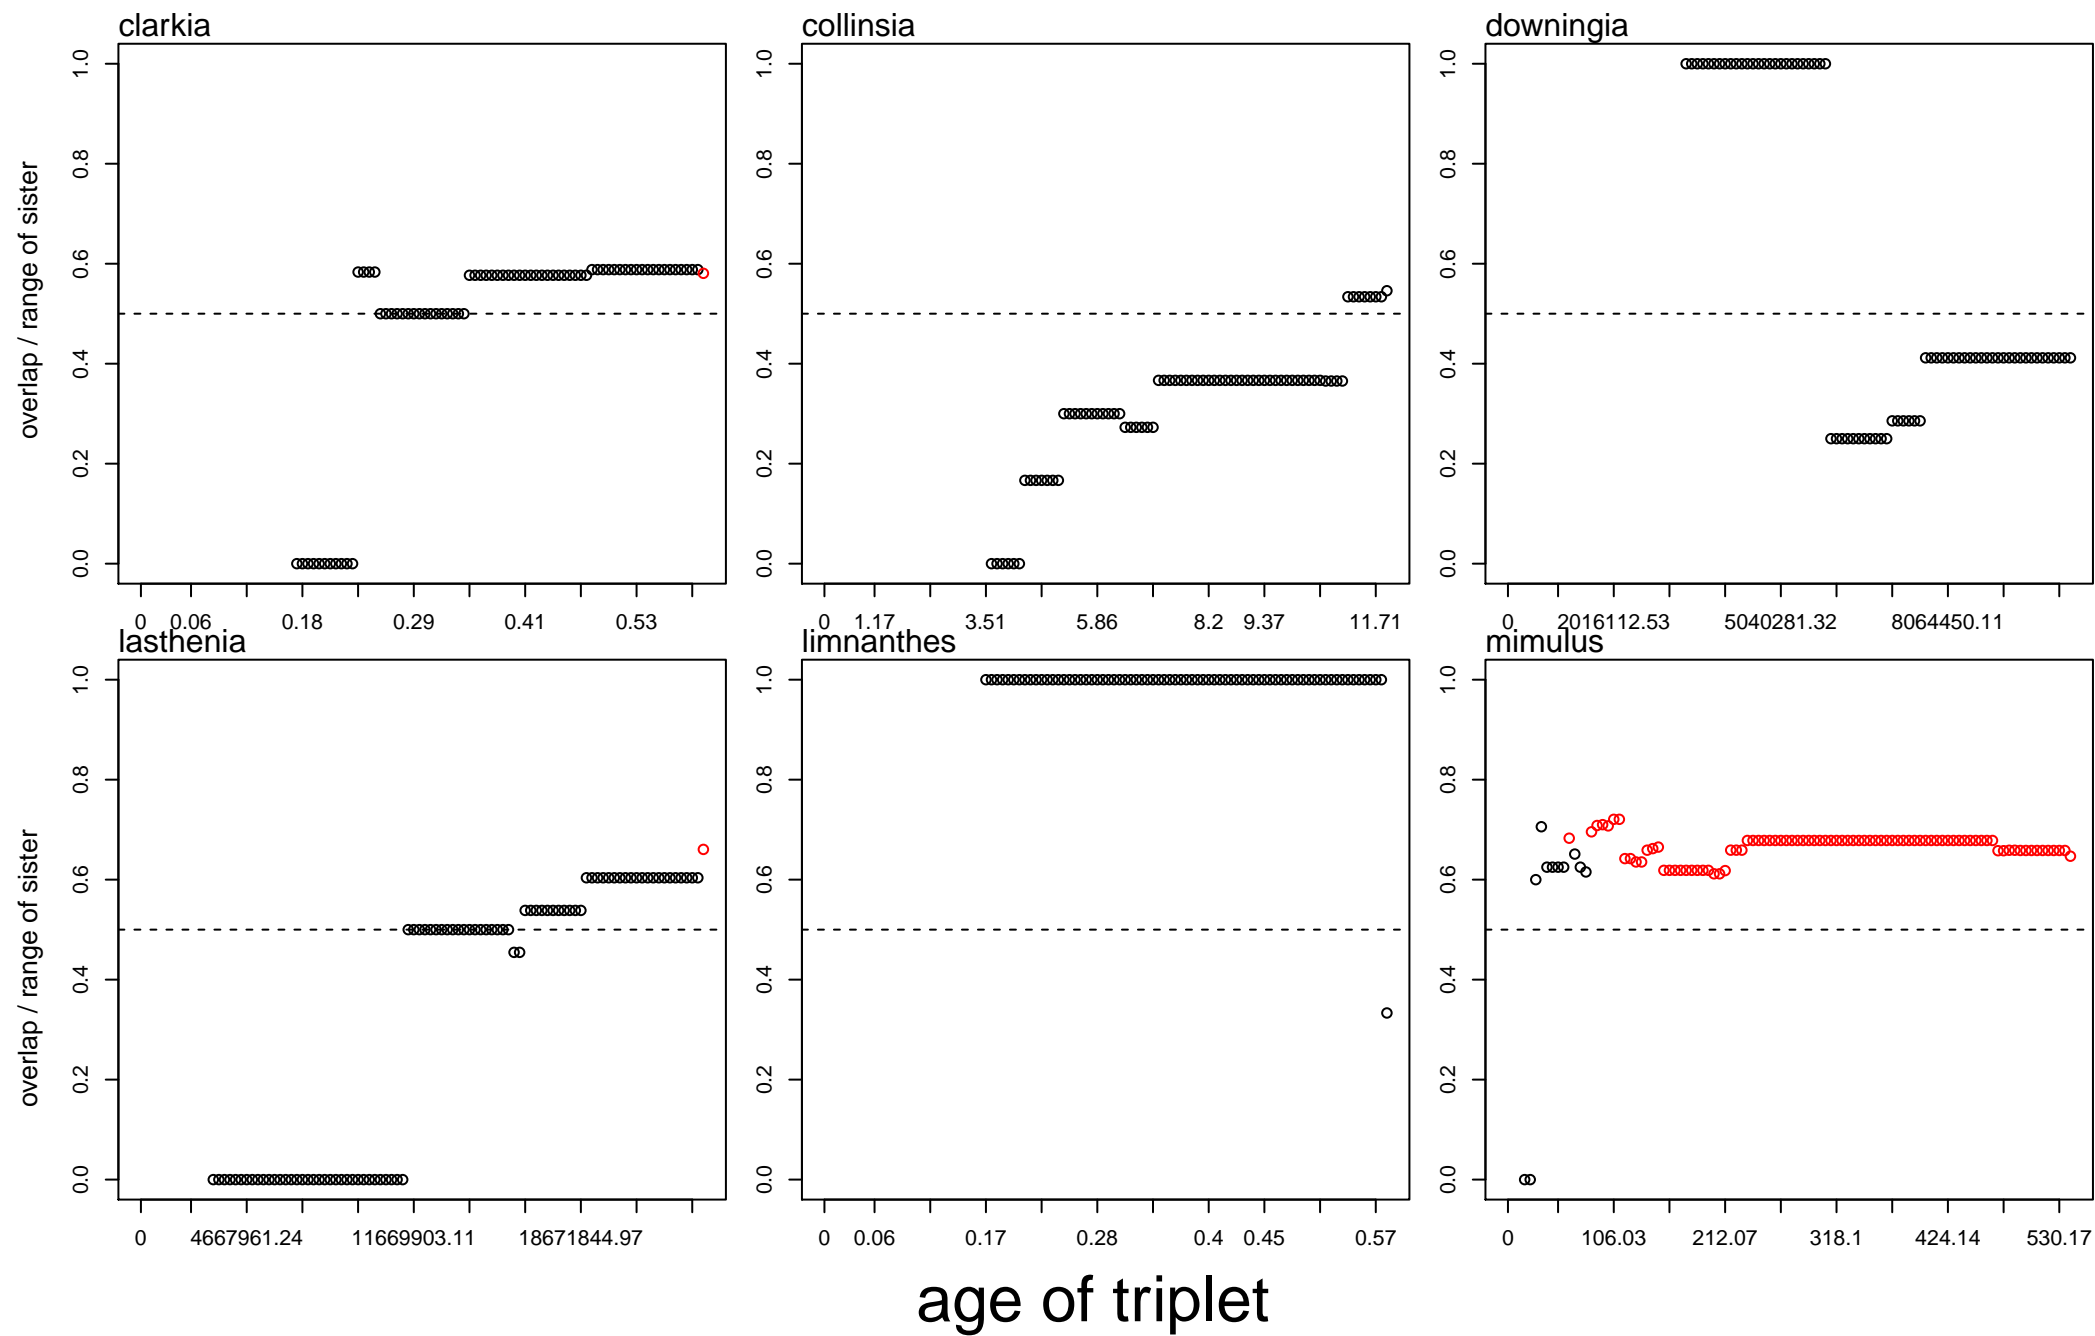 clarkia
collinsia
downingia
overlap / range of sister
0.0 0.2 0.4 0.6 0.8 1.0
0.0 0.2 0.4 0.6 0.8 1.0
0.0 0.2 0.4 0.6 0.8 1.0
0 0.06 0.18 0.29 0.41 0.53
0 1.17 3.51 5.86 8.2 9.37 11.71
0 2016112.53 5040281.32 8064450.11
lasthenia
limnanthes
mimulus
overlap / range of sister
0.0 0.2 0.4 0.6 0.8 1.0
0.0 0.2 0.4 0.6 0.8 1.0
0.0 0.2 0.4 0.6 0.8 1.0
0 4667961.24 11669903.11 18671844.97
0 0.06 0.17 0.28 0.4 0.45 0.57
0 106.03 212.07 318.1 424.14 530.17
age of triplet